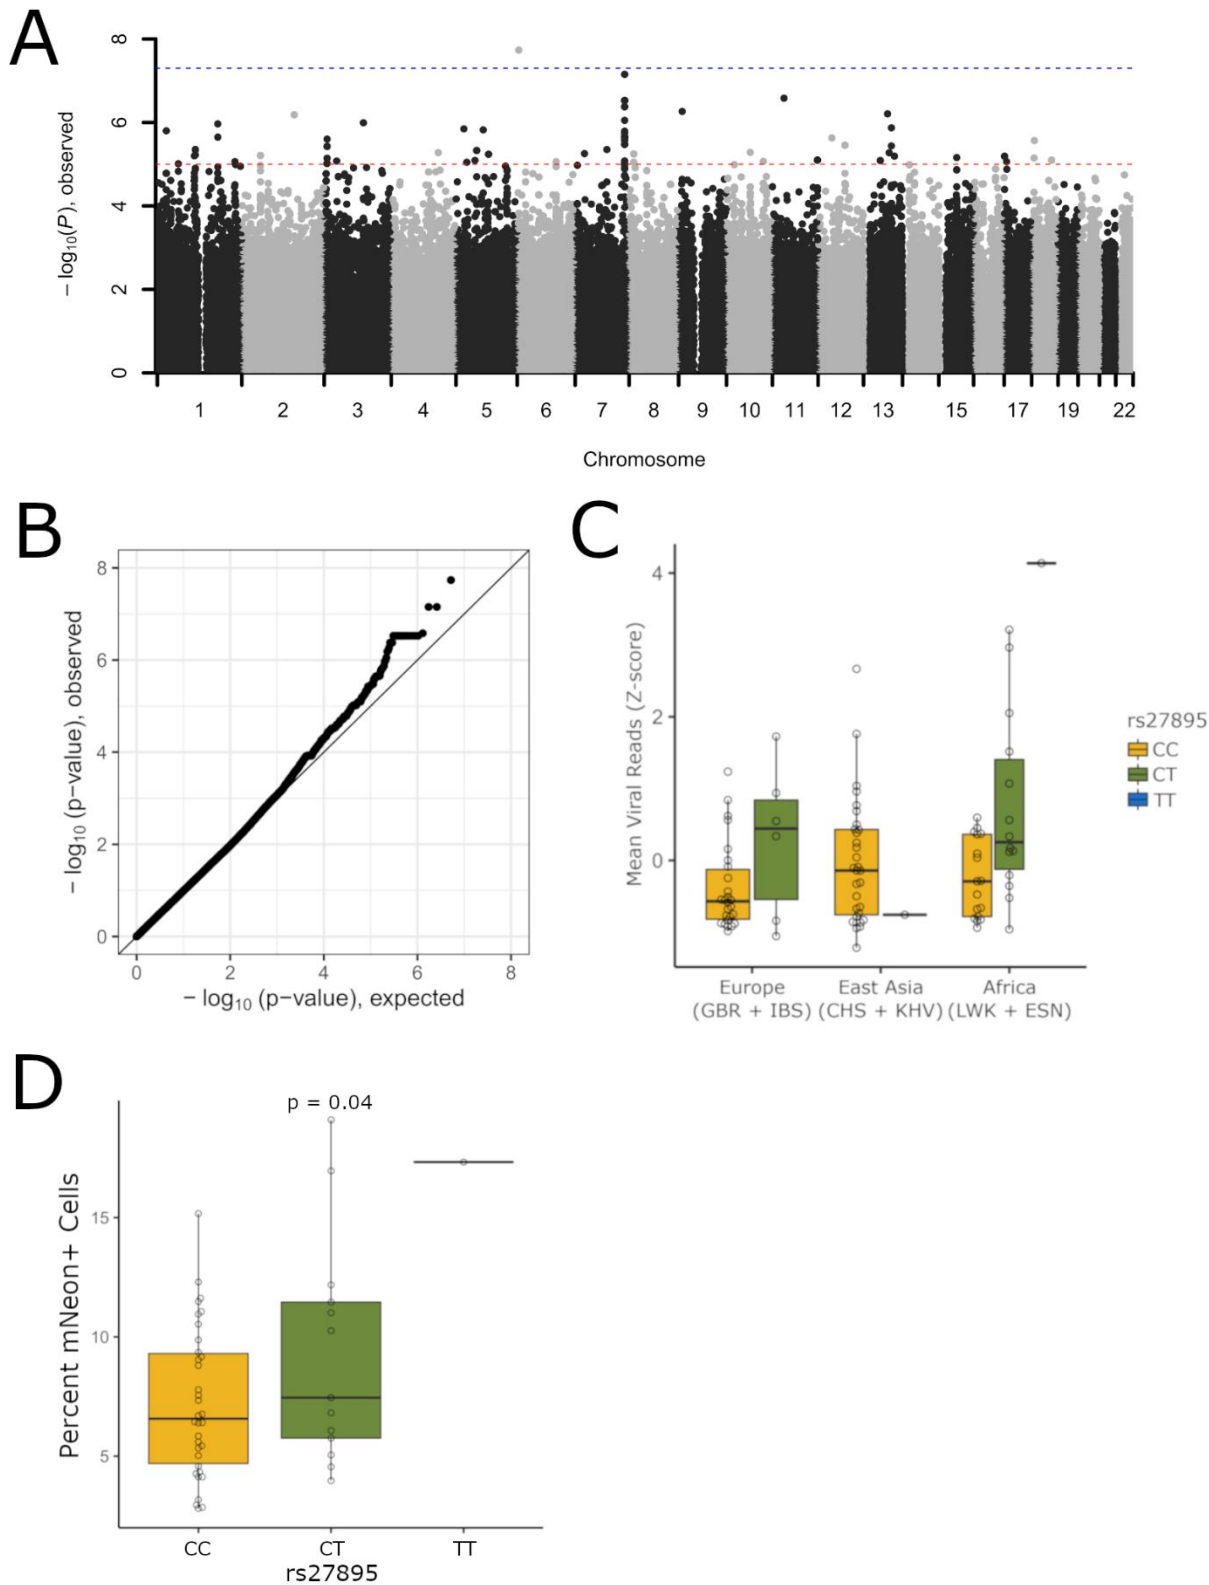 A
8
6
4
2
0
− log10(P), observed
1 2 3 4 5 6 7 8 9 10 11 12 13 15 17 19 22
Chromosome
B
8
6
4
2
0
− log10 (p−value), observed
0 2 4 6 8
− log10 (p−value), expected
C
4
2
0
Mean Viral Reads (Z-score)
Europe East Asia Africa
(GBR + IBS) (CHS + KHV) (LWK + ESN)
rs27895
CC
CT
TT
D
p = 0.04
15
10
5
Percent mNeon+ Cells
CC CT TT
rs27895